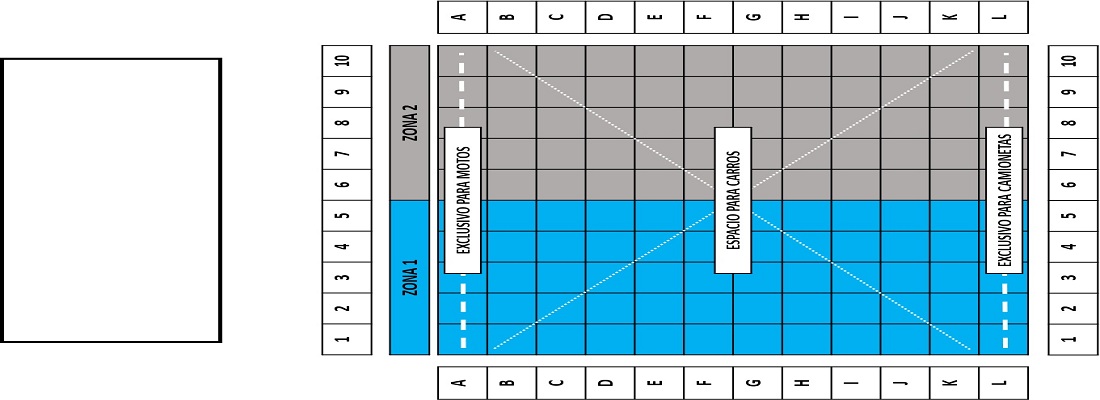 1 2 3 4 5 6 7 8 9 10
ZONA 1 ZONA 2
A EXCLUSIVO PARA MOTOS A
B B
C C
D D
E E
F F
ESPACIO PARA CARROS
G G
H H
I I
J J
K K
L EXCLUSIVO PARA CAMIONETAS L
1 2 3 4 5 6 7 8 9 10